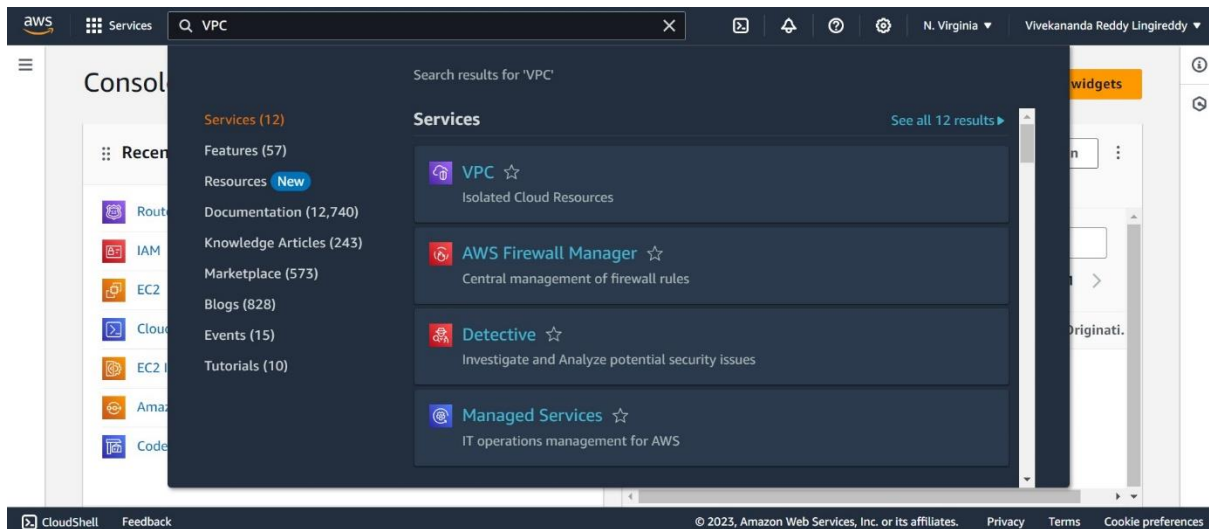 aws
Services
VPC
N. Virginia
Vivekananda Reddy Lingireddy
Search results for 'VPC'
Services (12)
Features (57)
Resources New
Documentation (12,740)
Knowledge Articles (243)
Marketplace (573)
Blogs (828)
Events (15)
Tutorials (10)
Services
See all 12 results
VPC
Isolated Cloud Resources
AWS Firewall Manager
Central management of firewall rules
Detective
Investigate and Analyze potential security issues
Managed Services
IT operations management for AWS
Consol
widgets
Recen
Route
IAM
EC2
Cloud
EC2 I
Amaz
Code
n
Originati.
CloudShell
Feedback
© 2023, Amazon Web Services, Inc. or its affiliates.
Privacy
Terms
Cookie preferences